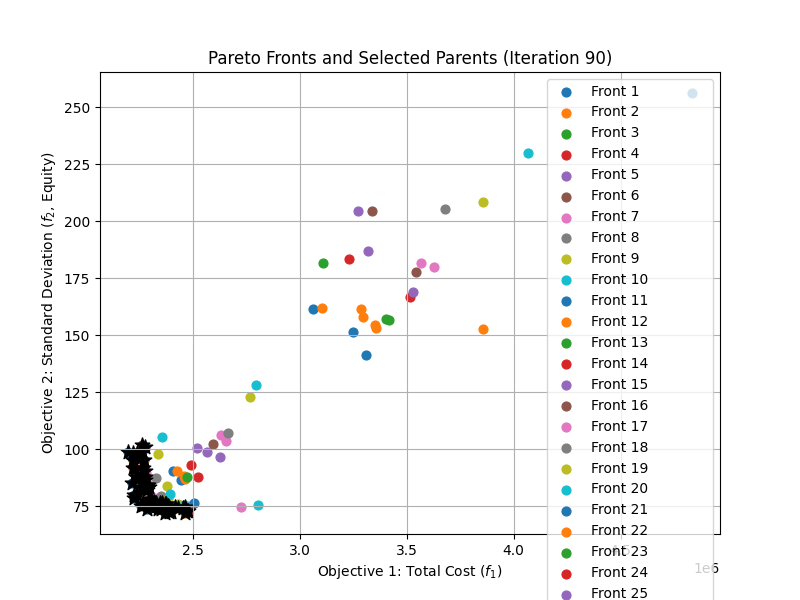 Pareto Fronts and Selected Parents (Iteration 90)
Objective 2: Standard Deviation (f₂, Equity)
250
225
200
175
150
125
100
75
2.5
3.0
3.5
4.0
1e6
Objective 1: Total Cost (f₁)
Front 1
Front 2
Front 3
Front 4
Front 5
Front 6
Front 7
Front 8
Front 9
Front 10
Front 11
Front 12
Front 13
Front 14
Front 15
Front 16
Front 17
Front 18
Front 19
Front 20
Front 21
Front 22
Front 23
Front 24
Front 25